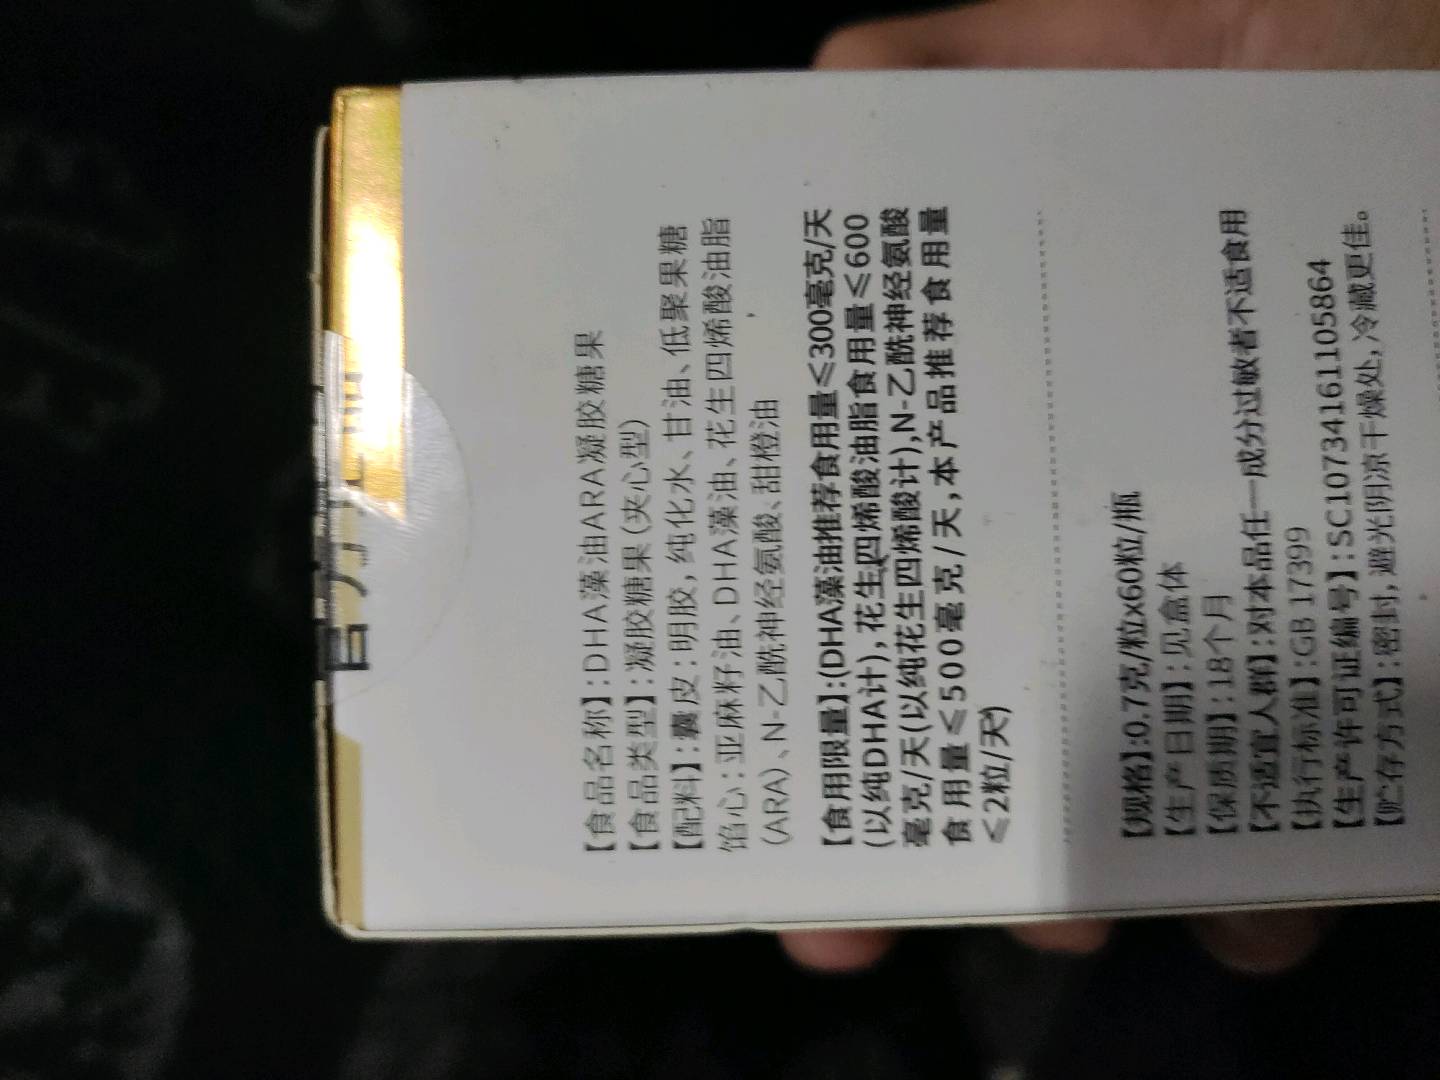 【食品名称】:DHA藻油ARA凝胶糖果
【食品类型】:凝胶糖果(夹心型)
【配料】:囊皮:明胶,纯化水、甘油、低聚果糖
馅心:亚麻籽油、DHA藻油、花生四烯酸油脂
(ARA)、N-乙酰神经氨酸、甜橙油
【食用限量】:(DHA藻油推荐食用量≤300毫克/天
(以纯DHA计),花生四烯酸油脂食用量≤600
毫克/天(以纯花生四烯酸计),N-乙酰神经氨酸
食用量≤500毫克/天,本产品推荐食用量
≤2粒/天)
【规格】:0.7克/粒x60粒/瓶
【生产日期】:见盒体
【保质期】:18个月
【不适宜人群】:对本品任一成分过敏者不适食用
【执行标准】:GB 17399
【生产许可证编号】:SC10734161105864
【贮存方式】:密封,避光阴凉干燥处,冷藏更佳。